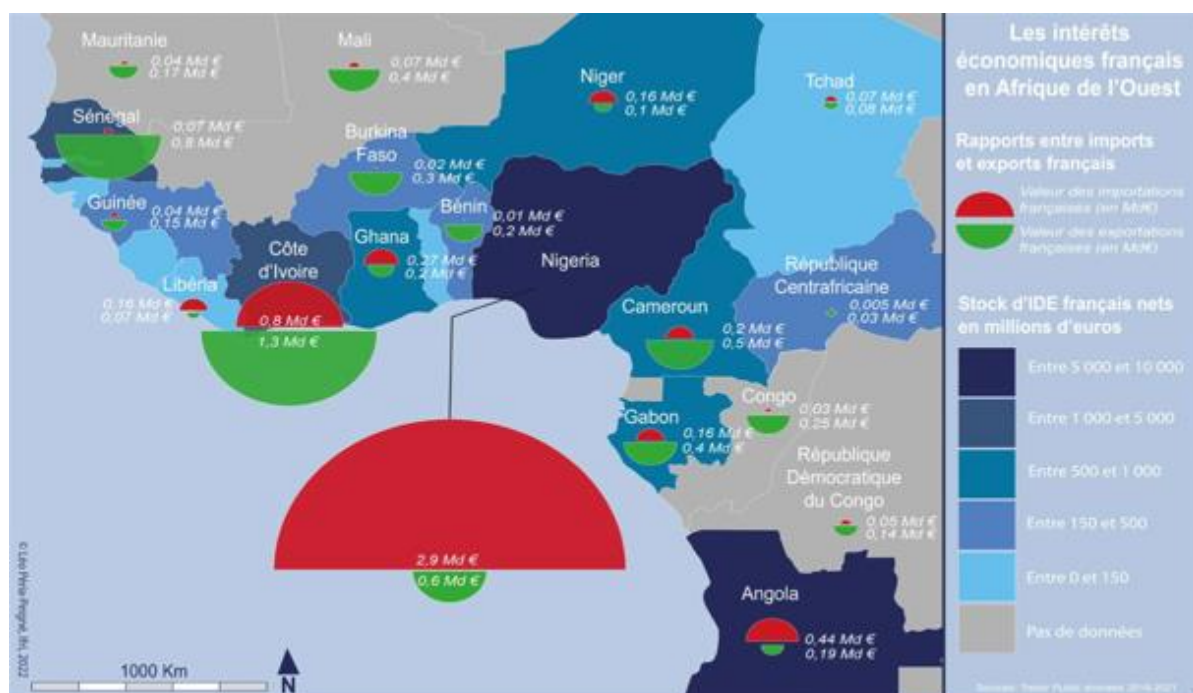 Mauritanie
0,04 Md €
0,17 Md €
Mali
0,07 Md €
0,4 Md €
Niger
0,16 Md €
0,1 Md €
Tchad
0,07 Md €
0,08 Md €
Sénégal
0,07 Md €
0,8 Md €
Burkina
Faso
0,02 Md €
0,3 Md €
Guinée
0,04 Md €
0,15 Md €
Bénin
0,01 Md €
0,2 Md €
Côte
d'Ivoire
0,8 Md €
1,3 Md €
Ghana
0,27 Md €
0,2 Md €
Nigeria
2,9 Md €
0,6 Md €
République
Centrafricaine
0,005 Md €
0,03 Md €
Libéria
0,16 Md €
0,07 Md €
Cameroun
0,2 Md €
0,5 Md €
Gabon
0,16 Md €
0,4 Md €
Congo
0,03 Md €
0,25 Md €
République
Démocratique
du Congo
0,05 Md €
0,14 Md €
Angola
0,44 Md €
0,19 Md €
1000 Km
N
© Léo Péria-Peigné, Ifri, 2022
Les intérêts
économiques français
en Afrique de l'Ouest
Rapports entre imports
et exports français
Valeur des importations
françaises (en Md€)
Valeur des exportations
françaises (en Md€)
Stock d'IDE français nets
en millions d'euros
Entre 5 000 et 10 000
Entre 1 000 et 5 000
Entre 500 et 1 000
Entre 150 et 500
Entre 0 et 150
Pas de données